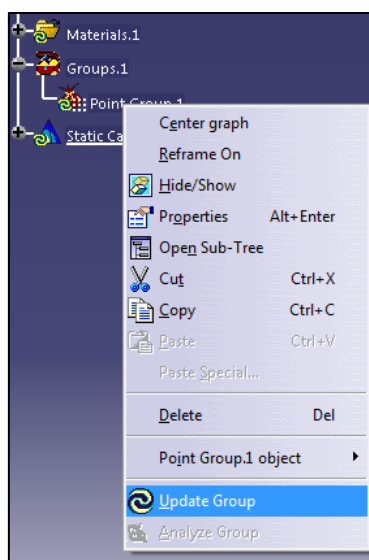 Materials.1
Groups.1
Point Group.1
Static Ca
Center graph
Reframe On
Hide/Show
Properties Alt+Enter
Open Sub-Tree
Cut Ctrl+X
Copy Ctrl+C
Paste Ctrl+V
Paste Special...
Delete Del
Point Group.1 object
Update Group
Analyze Group